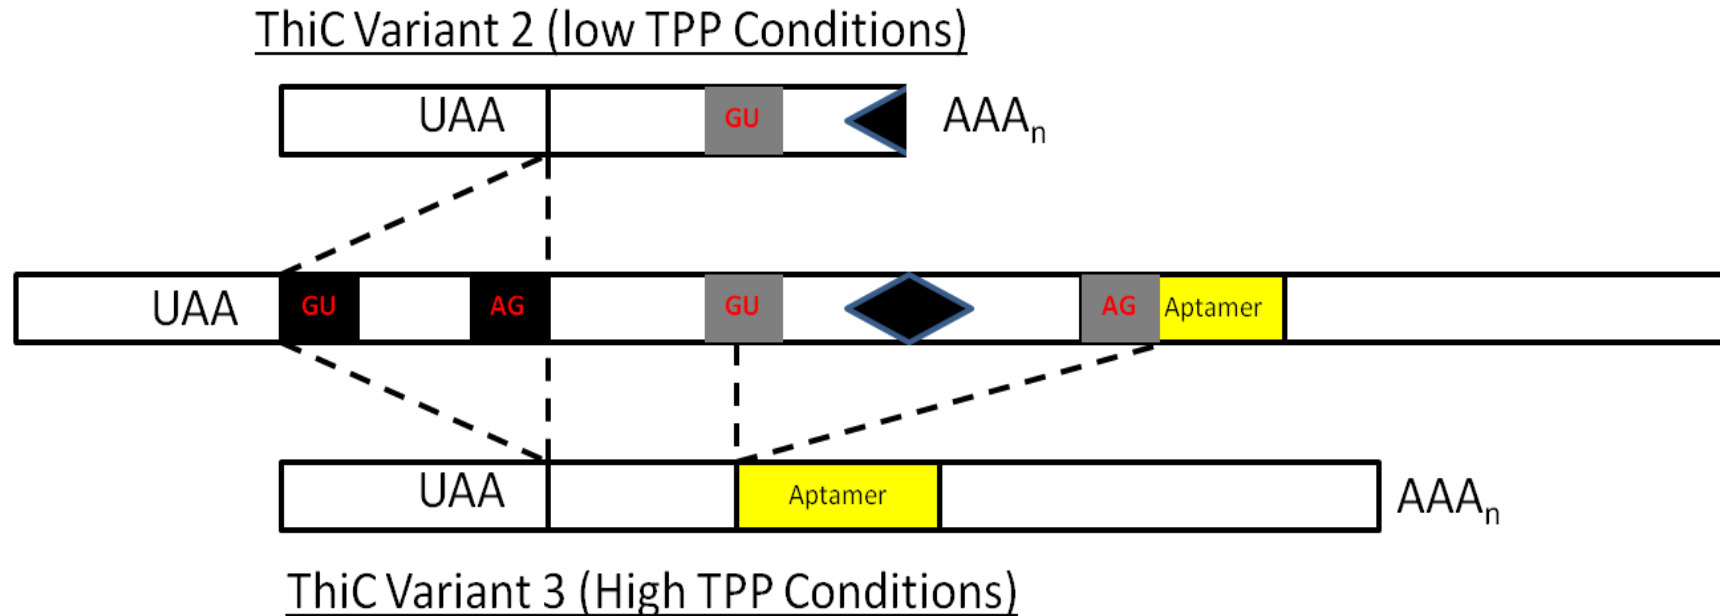 ThiC Variant 2 (low TPP Conditions)
UAA GU AAAn
UAA GU AG GU AG Aptamer
UAA Aptamer AAAn
ThiC Variant 3 (High TPP Conditions)